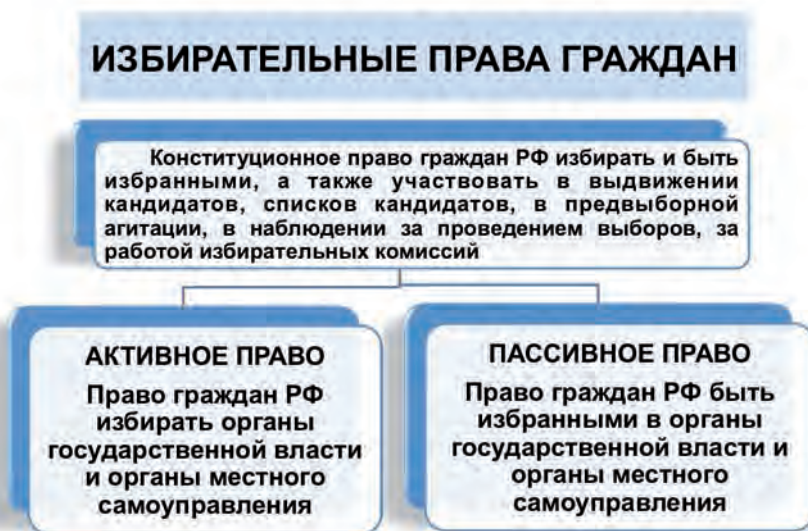 ИЗБИРАТЕЛЬНЫЕ ПРАВА ГРАЖДАН
Конституционное право граждан РФ избирать и быть
избранными, а также участвовать в выдвижении
кандидатов, списков кандидатов, в предвыборной
агитации, в наблюдении за проведением выборов, за
работой избирательных комиссий
АКТИВНОЕ ПРАВО
Право граждан РФ
избирать органы
государственной власти
и органы местного
самоуправления
ПАССИВНОЕ ПРАВО
Право граждан РФ быть
избранными в органы
государственной власти и
органы местного
самоуправления